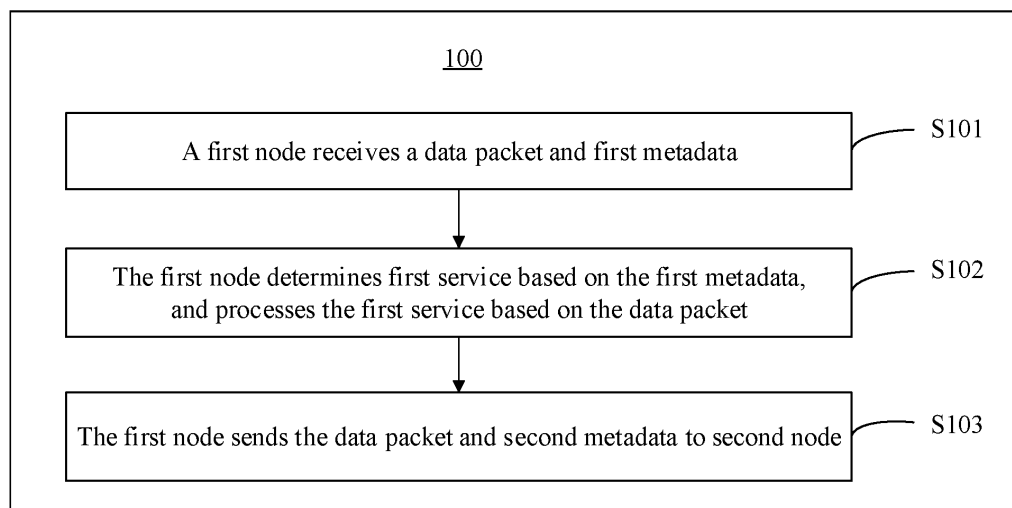 100
A first node receives a data packet and first metadata
S101
The first node determines first service based on the first metadata,
and processes the first service based on the data packet
S102
The first node sends the data packet and second metadata to second node
S103